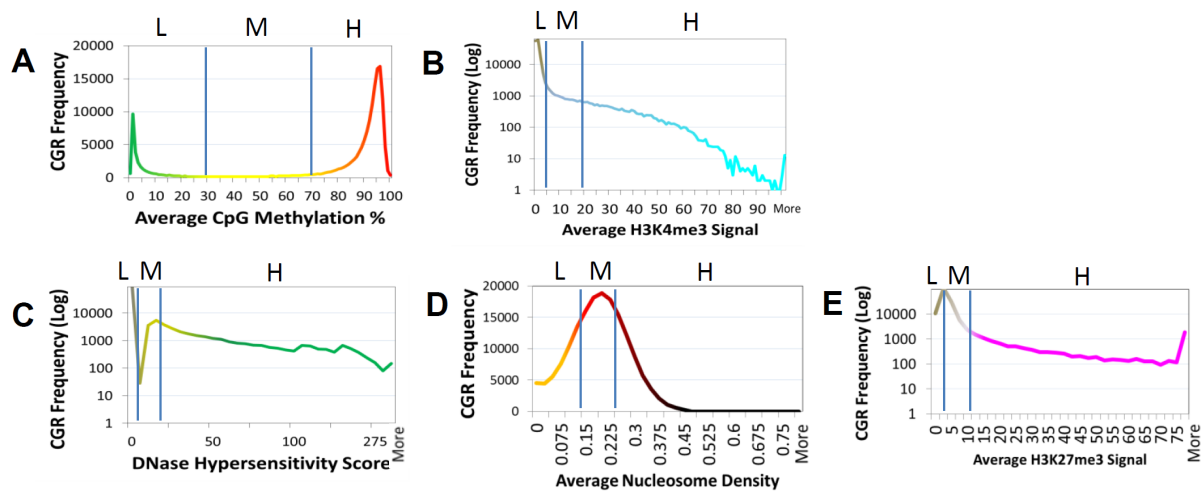 A
L M H
20000
15000
10000
5000
0
CGR Frequency
0 10 20 30 40 50 60 70 80 90 100
Average CpG Methylation %
B
L M H
10000
1000
100
10
1
CGR Frequency (Log)
0 10 20 30 40 50 60 70 80 90 More
Average H3K4me3 Signal
C
L M H
10000
1000
100
10
1
CGR Frequency (Log)
0 50 100 275 More
DNase Hypersensitivity Score
D
L M H
20000
15000
10000
5000
0
CGR Frequency
0 0.075 0.15 0.225 0.3 0.375 0.45 0.525 0.6 0.675 0.75 More
Average Nucleosome Density
E
L M H
10000
1000
100
10
1
CGR Frequency (Log)
0 5 10 15 20 25 30 35 40 45 50 55 60 65 70 75 More
Average H3K27me3 Signal